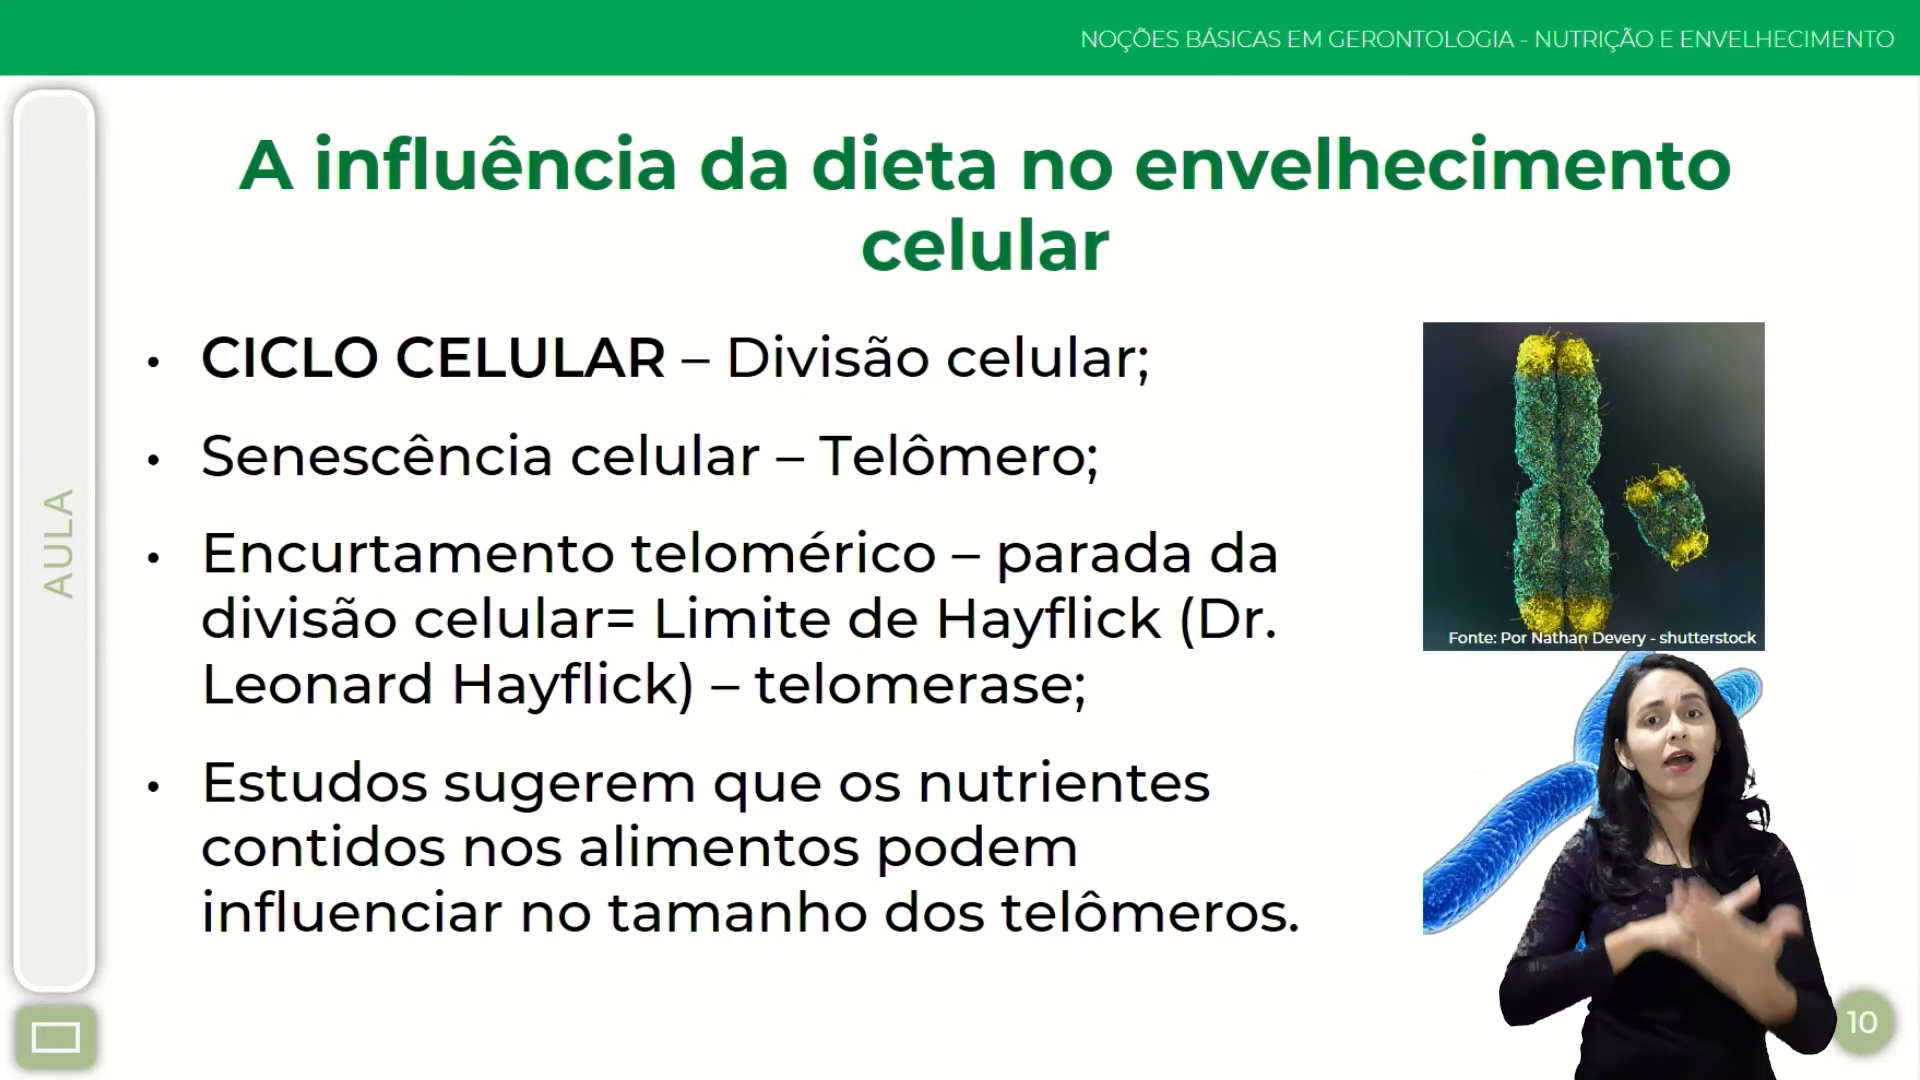 NOÇÕES BÁSICAS EM GERONTOLOGIA - NUTRIÇÃO E ENVELHECIMENTO
AULA
A influência da dieta no envelhecimento
celular
• CICLO CELULAR – Divisão celular;
• Senescência celular – Telômero;
• Encurtamento telomérico – parada da
divisão celular= Limite de Hayflick (Dr.
Leonard Hayflick) – telomerase;
• Estudos sugerem que os nutrientes
contidos nos alimentos podem
influenciar no tamanho dos telômeros.
Fonte: Por Nathan Devery - shutterstock
10